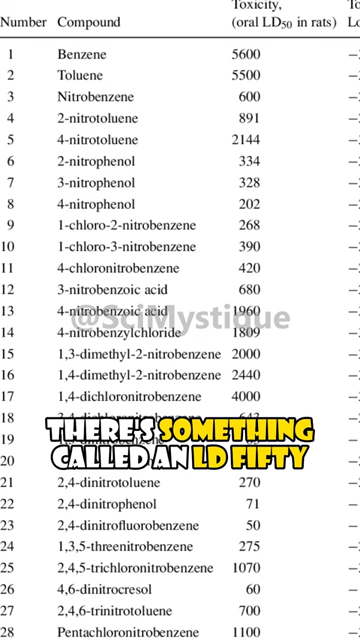 Toxicity, To
Number Compound (oral LD50 in rats) Lo
1 Benzene 5600
2 Toluene 5500
3 Nitrobenzene 600
4 2-nitrotoluene 891
5 4-nitrotoluene 2144
6 2-nitrophenol 334
7 3-nitrophenol 328
8 4-nitrophenol 202
9 1-chloro-2-nitrobenzene 268
10 1-chloro-3-nitrobenzene 390
11 4-chloronitrobenzene 420
12 3-nitrobenzoic acid 680
13 4-nitrobenzoic acid 1960
@SciMystique
14 4-nitrobenzylchloride 1809
15 1,3-dimethyl-2-nitrobenzene 2000
16 1,4-dimethyl-2-nitrobenzene 2440
17 1,4-dichloronitrobenzene 4000
18
THERE'S SOMETHING
19
CALLED AN LD FIFTY
20
21 2,4-dinitrotoluene 270
22 2,4-dinitrophenol 71
23 2,4-dinitrofluorobenzene 50
24 1,3,5-threenitrobenzene 275
25 2,4,5-trichloronitrobenzene 1070
26 4,6-dinitrocresol 60
27 2,4,6-trinitrotoluene 700
28 Pentachloronitrobenzene 1100